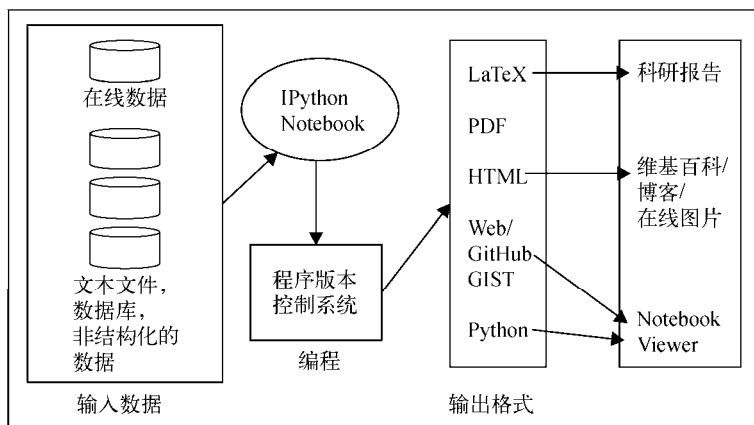 在线数据
文木文件，
数据库，
非结构化的
数据
输入数据
IPython
Notebook
程序版本
控制系统
编程
LaTeX
PDF
HTML
Web/
GitHub
GIST
Python
输出格式
科研报告
维基百科/
博客/
在线图片
Notebook
Viewer